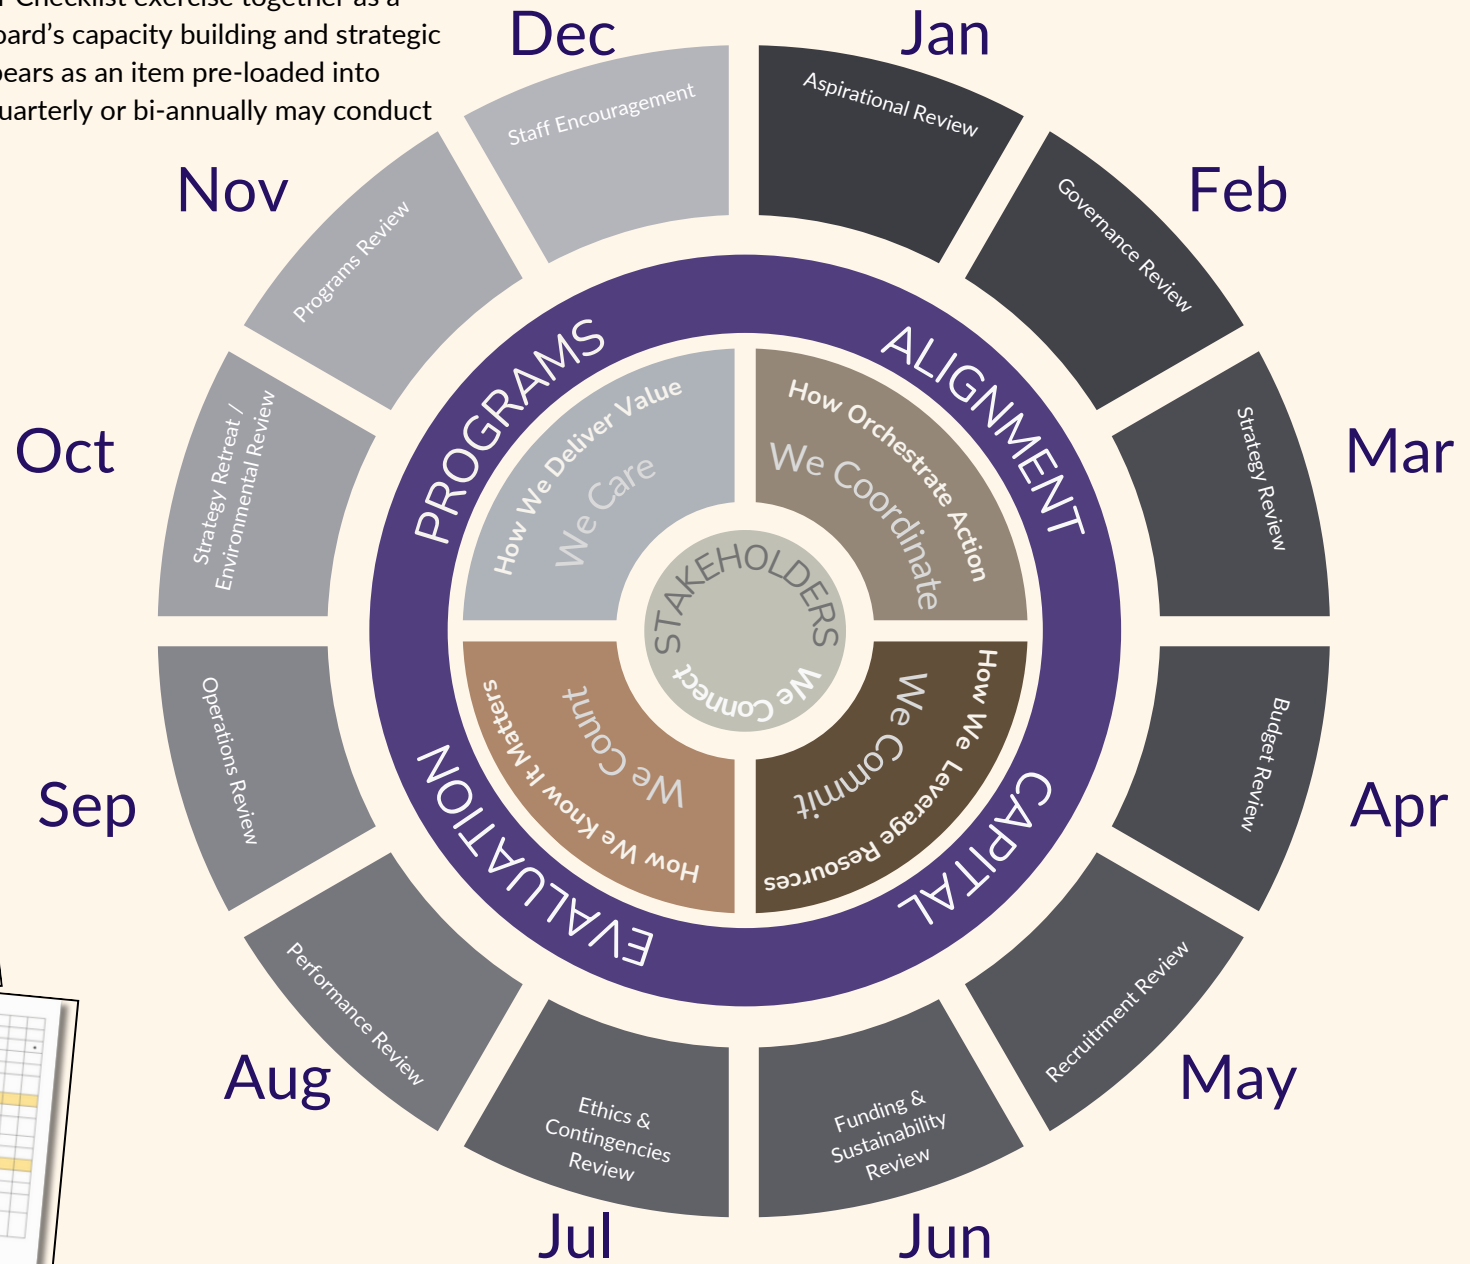 Checklist exercise together as a
oard's capacity building and strategic
pears as an item pre-loaded into
uarterly or bi-annually may conduct
Jan
Aspirational Review
Feb
Governance Review
Mar
Strategy Review
Apr
Budget Review
May
Recruitrment Review
Jun
Funding &
Sustainability
Review
Jul
Ethics &
Contingencies
Review
Aug
Performance Review
Sep
Operations Review
Oct
Strategy Retreat /
Environmental Review
Nov
Programs Review
Dec
Staff Encouragement
PROGRAMS
How We Deliver Value
We Care
ALIGNMENT
How Orchestrate Action
We Coordinate
CAPITAL
How We Leverage Resources
We Commit
EVALUATION
How We Know It Matters
We Count
STAKEHOLDERS
We Connect